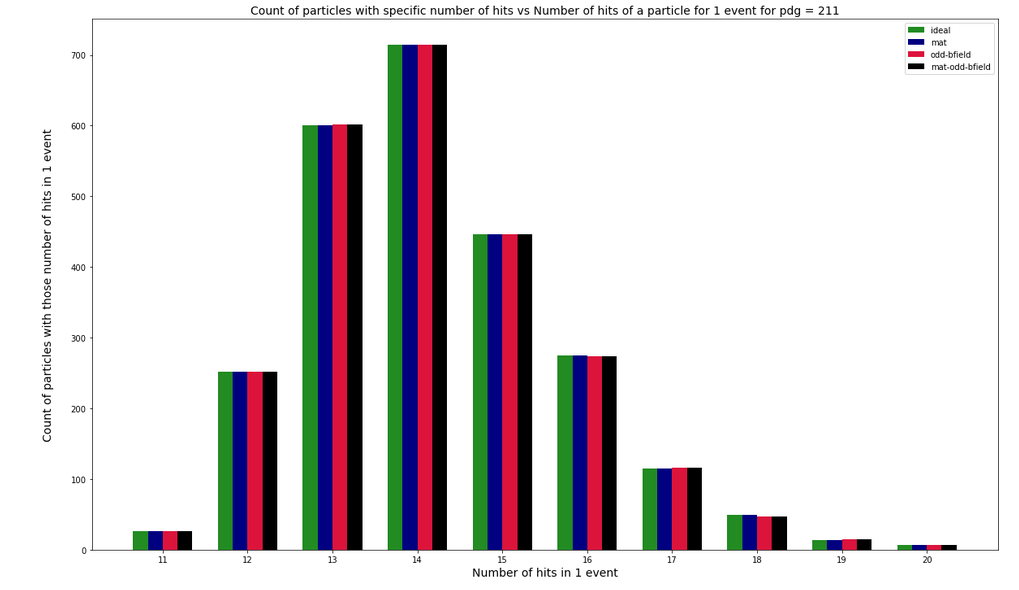 Count of particles with specific number of hits vs Number of hits of a particle for 1 event for pdg = 211
ideal
mat
odd-bfield
mat-odd-bfield
Count of particles with those number of hits in 1 event
700
600
500
400
300
200
100
0
11 12 13 14 15 16 17 18 19 20
Number of hits in 1 event